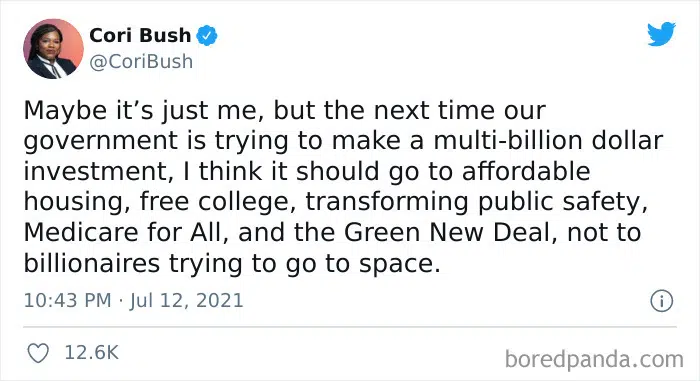 Cori Bush
@CoriBush
Maybe it’s just me, but the next time our
government is trying to make a multi-billion dollar
investment, I think it should go to affordable
housing, free college, transforming public safety,
Medicare for All, and the Green New Deal, not to
billionaires trying to go to space.
10:43 PM · Jul 12, 2021
12.6K
boredpanda.com